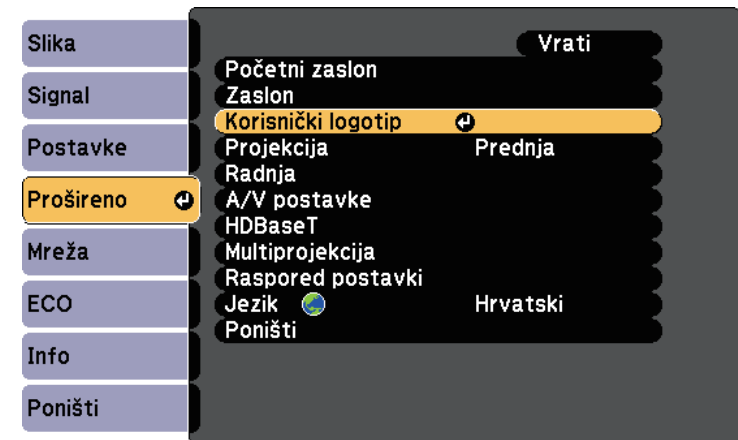 Slika
Signal
Postavke
Prošireno
Mreža
ECO
Info
Poništi
Vrati
Početni zaslon
Zaslon
Korisnički logotip
Projekcija Prednja
Radnja
A/V postavke
HDBaseT
Multiprojekcija
Raspored postavki
Jezik Hrvatski
Poništi